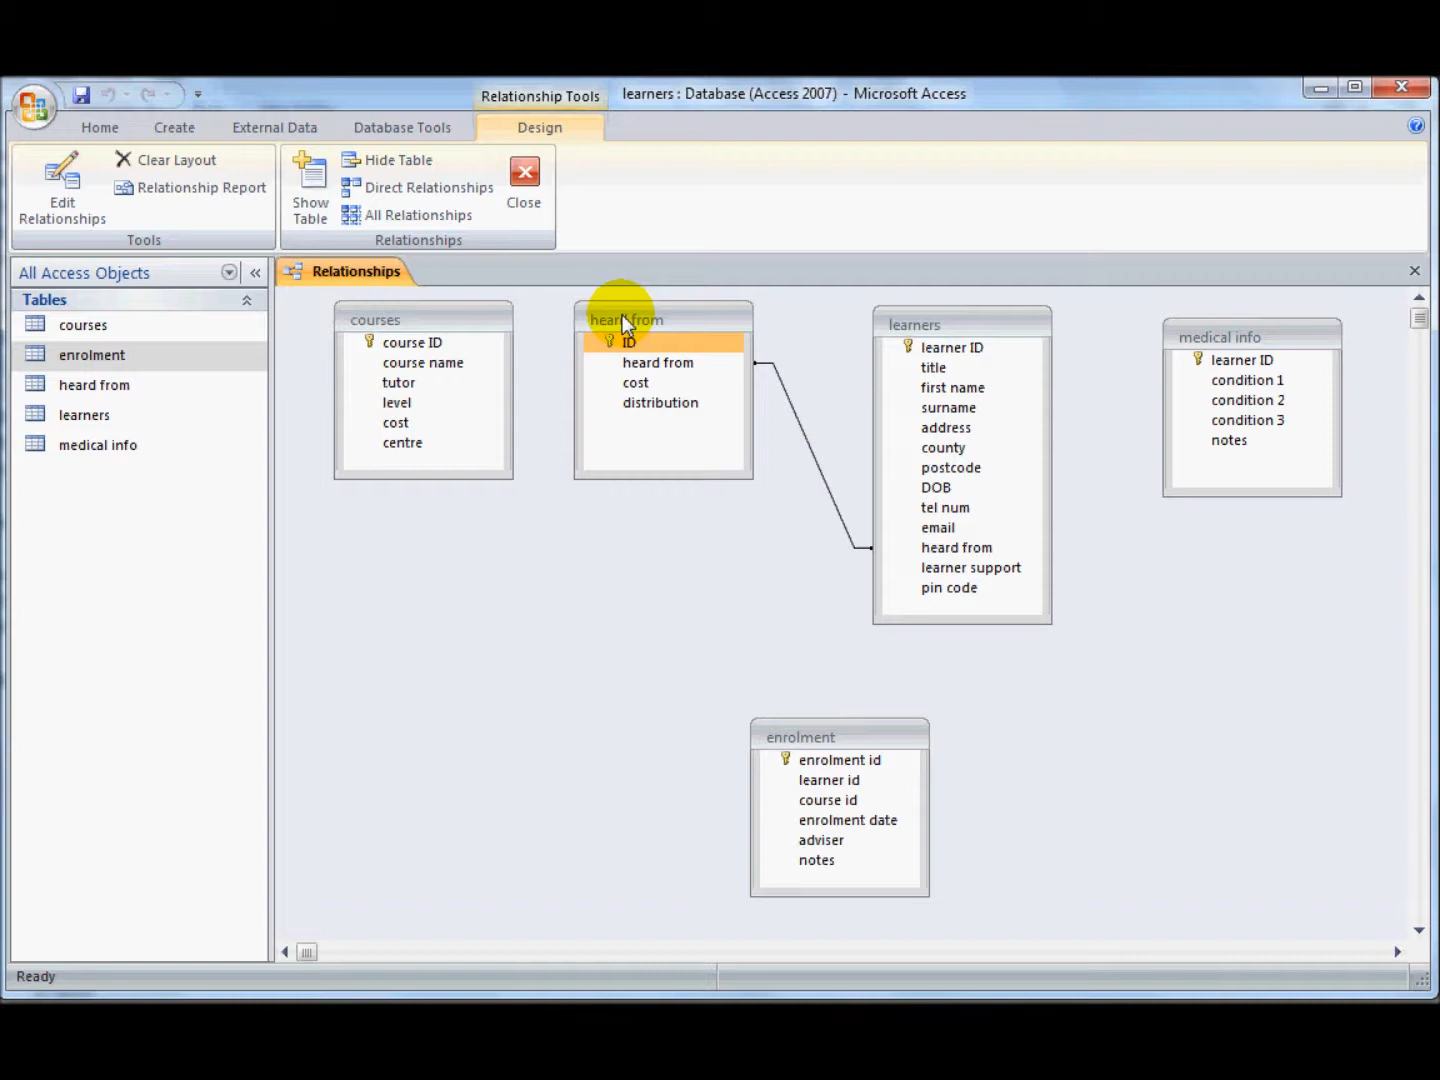 Relationship Tools
learners : Database (Access 2007) - Microsoft Access
Home
Create
External Data
Database Tools
Design
Edit
Relationships
Clear Layout
Relationship Report
Tools
Show
Table
Hide Table
Direct Relationships
All Relationships
Close
Relationships
All Access Objects
Tables
courses
enrolment
heard from
learners
medical info
Relationships
courses
course ID
course name
tutor
level
cost
centre
heard from
ID
heard from
cost
distribution
learners
learner ID
title
first name
surname
address
county
postcode
DOB
tel num
email
heard from
learner support
pin code
medical info
learner ID
condition 1
condition 2
condition 3
notes
enrolment
enrolment id
learner id
course id
enrolment date
adviser
notes
Ready